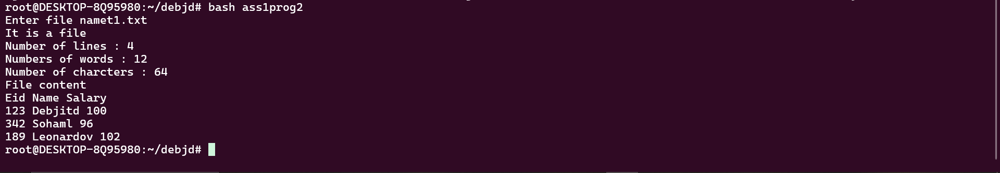 root@DESKTOP-8Q95980:~/debjd# bash ass1prog2
Enter file namet1.txt
It is a file
Number of lines : 4
Numbers of words : 12
Number of charcters : 64
File content
Eid Name Salary
123 Debjitd 100
342 Sohaml 96
189 Leonardov 102
root@DESKTOP-8Q95980:~/debjd#